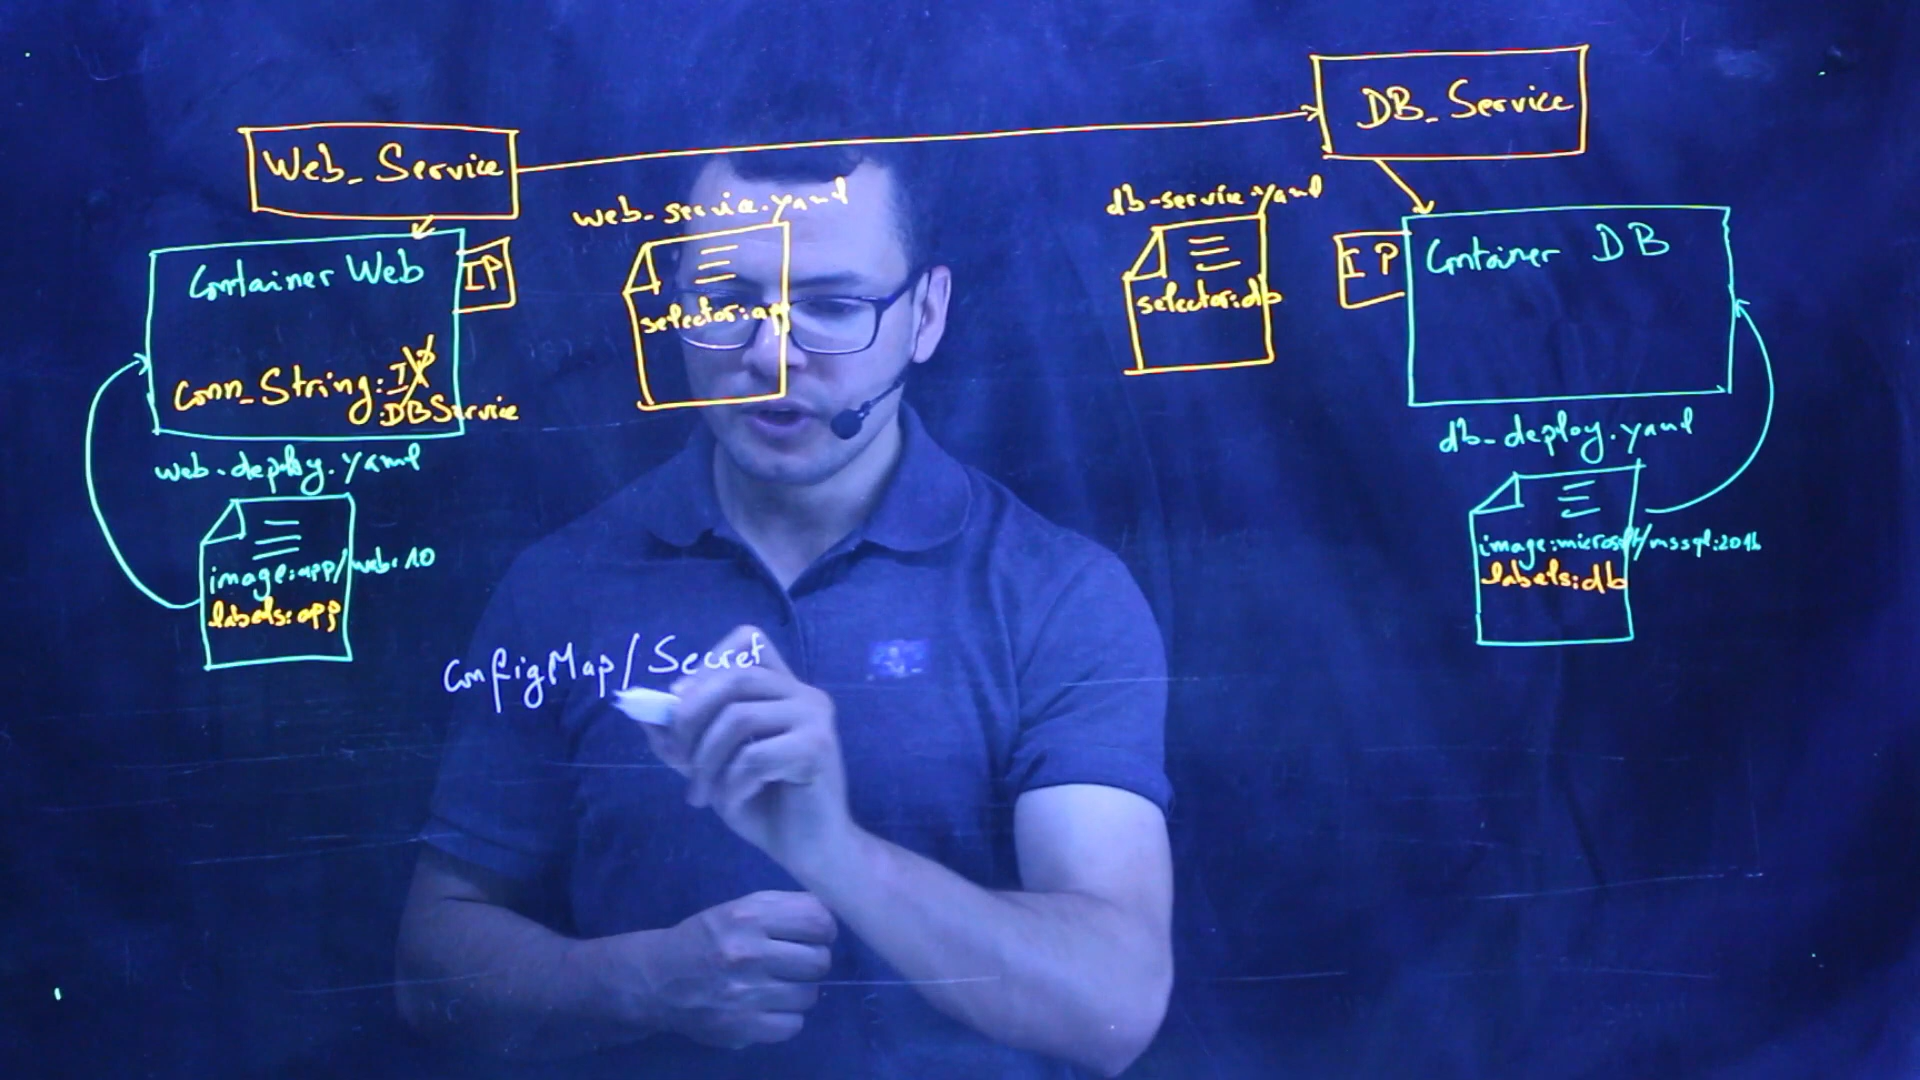 DB_Service
Web_Service
web-service.yaml
db-service.yaml
Container Web
IP
selector:app
selector:db
IP
Container DB
Conn_String:IP
:DBService
web-deploy.yaml
db-deploy.yaml
image:app/web:1.0
labels:app
image:microsoft/mssql:2016
labels:db
ConfigMap/Secret